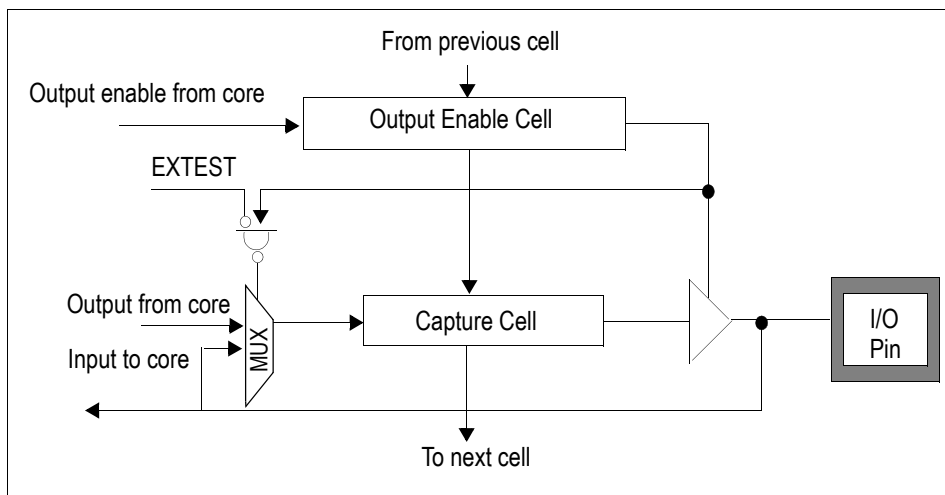 From previous cell
Output enable from core
Output Enable Cell
EXTEST
Output from core
Capture Cell
I/O
Pin
Input to core
MUX
To next cell